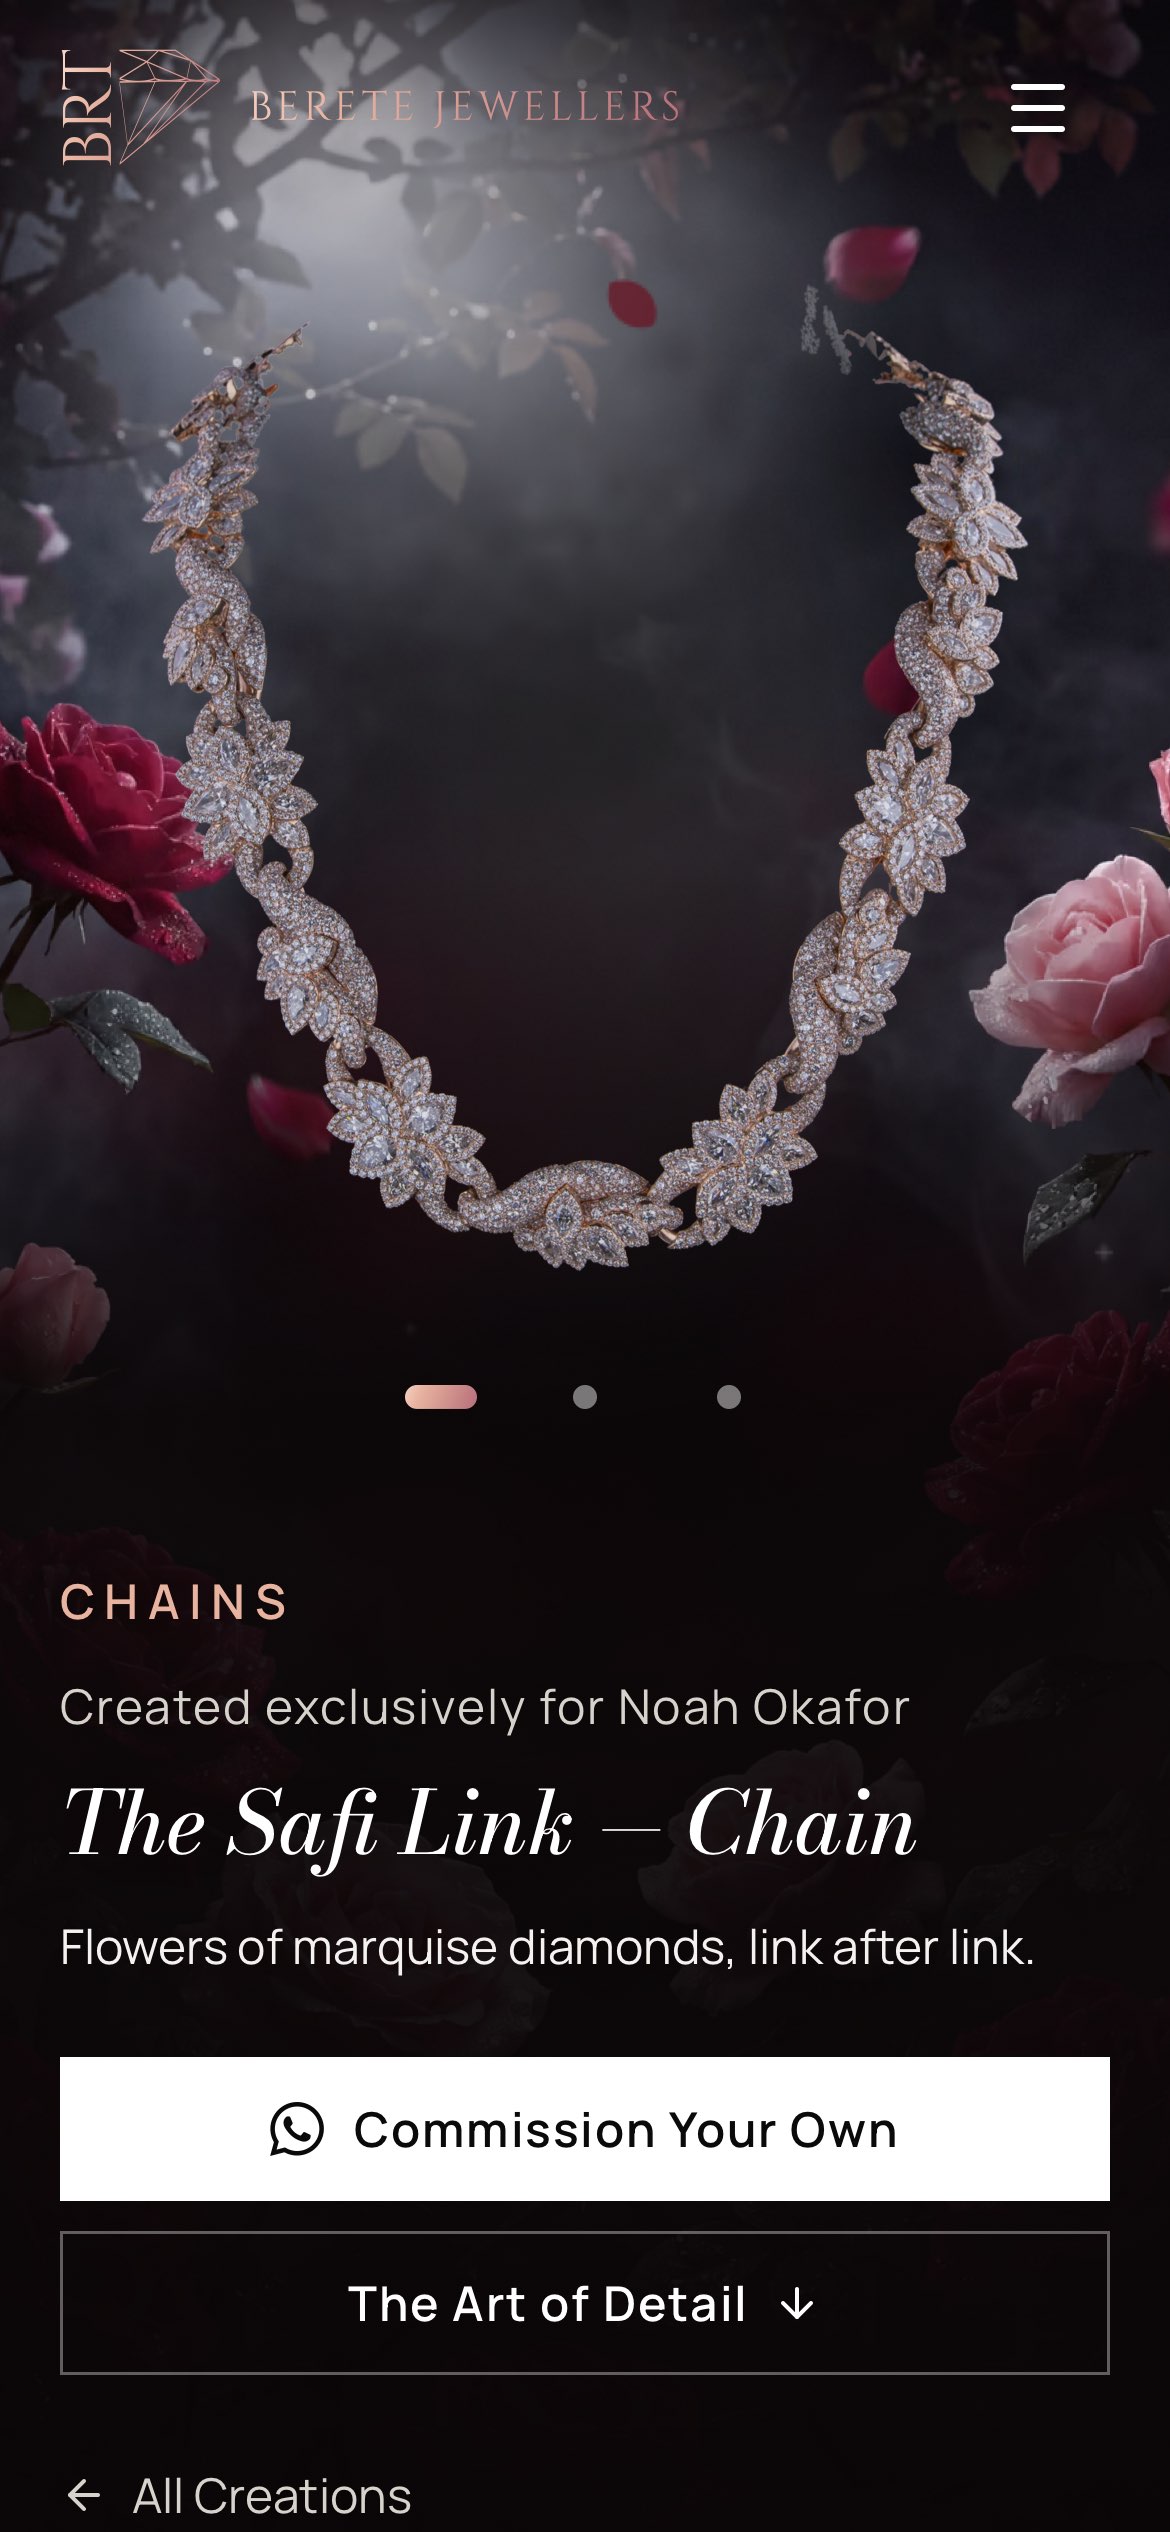 BRT
BERETE JEWELLERS
CHAINS
Created exclusively for Noah Okafor
The Safi Link — Chain
Flowers of marquise diamonds, link after link.
Commission Your Own
The Art of Detail ↓
← All Creations